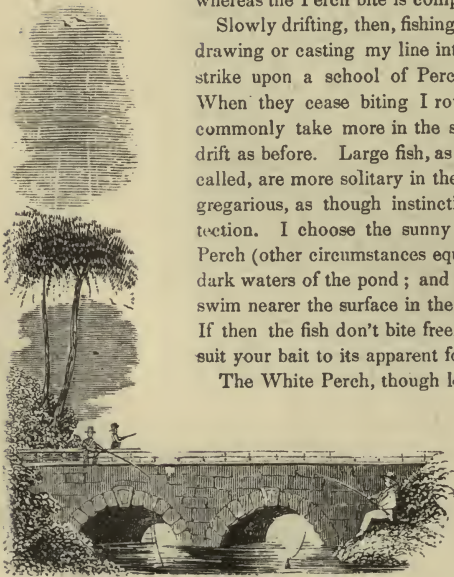 whereas the Perch bite is comp
Slowly drifting, then, fishing
drawing or casting my line int
strike upon a school of Perc
When they cease biting I ro
commonly take more in the s
drift as before. Large fish, as
called, are more solitary in the
gregarious, as though instincti
tection. I choose the sunny
Perch (other circumstances equ
dark waters of the pond ; and
swim nearer the surface in the
If then the fish don't bite free
suit your bait to its apparent fo
The White Perch, though l